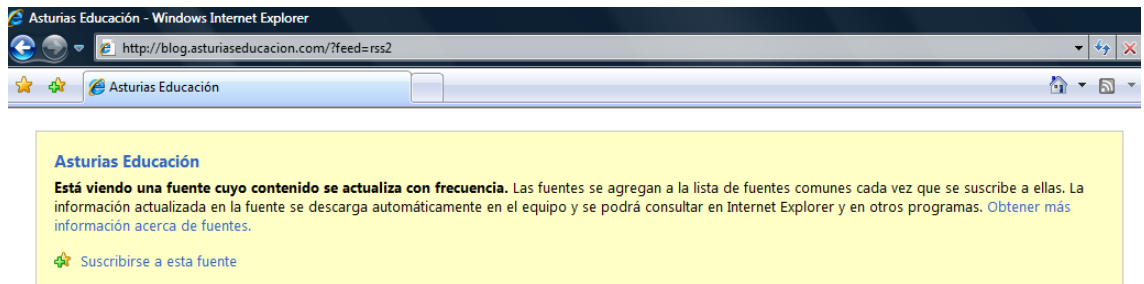 Asturias Educación - Windows Internet Explorer
http://blog.asturiaseducacion.com/?feed=rss2
Asturias Educación
Asturias Educación
Está viendo una fuente cuyo contenido se actualiza con frecuencia. Las fuentes se agregan a la lista de fuentes comunes cada vez que se suscribe a ellas. La
información actualizada en la fuente se descarga automáticamente en el equipo y se podrá consultar en Internet Explorer y en otros programas. Obtener más
información acerca de fuentes.
Suscribirse a esta fuente